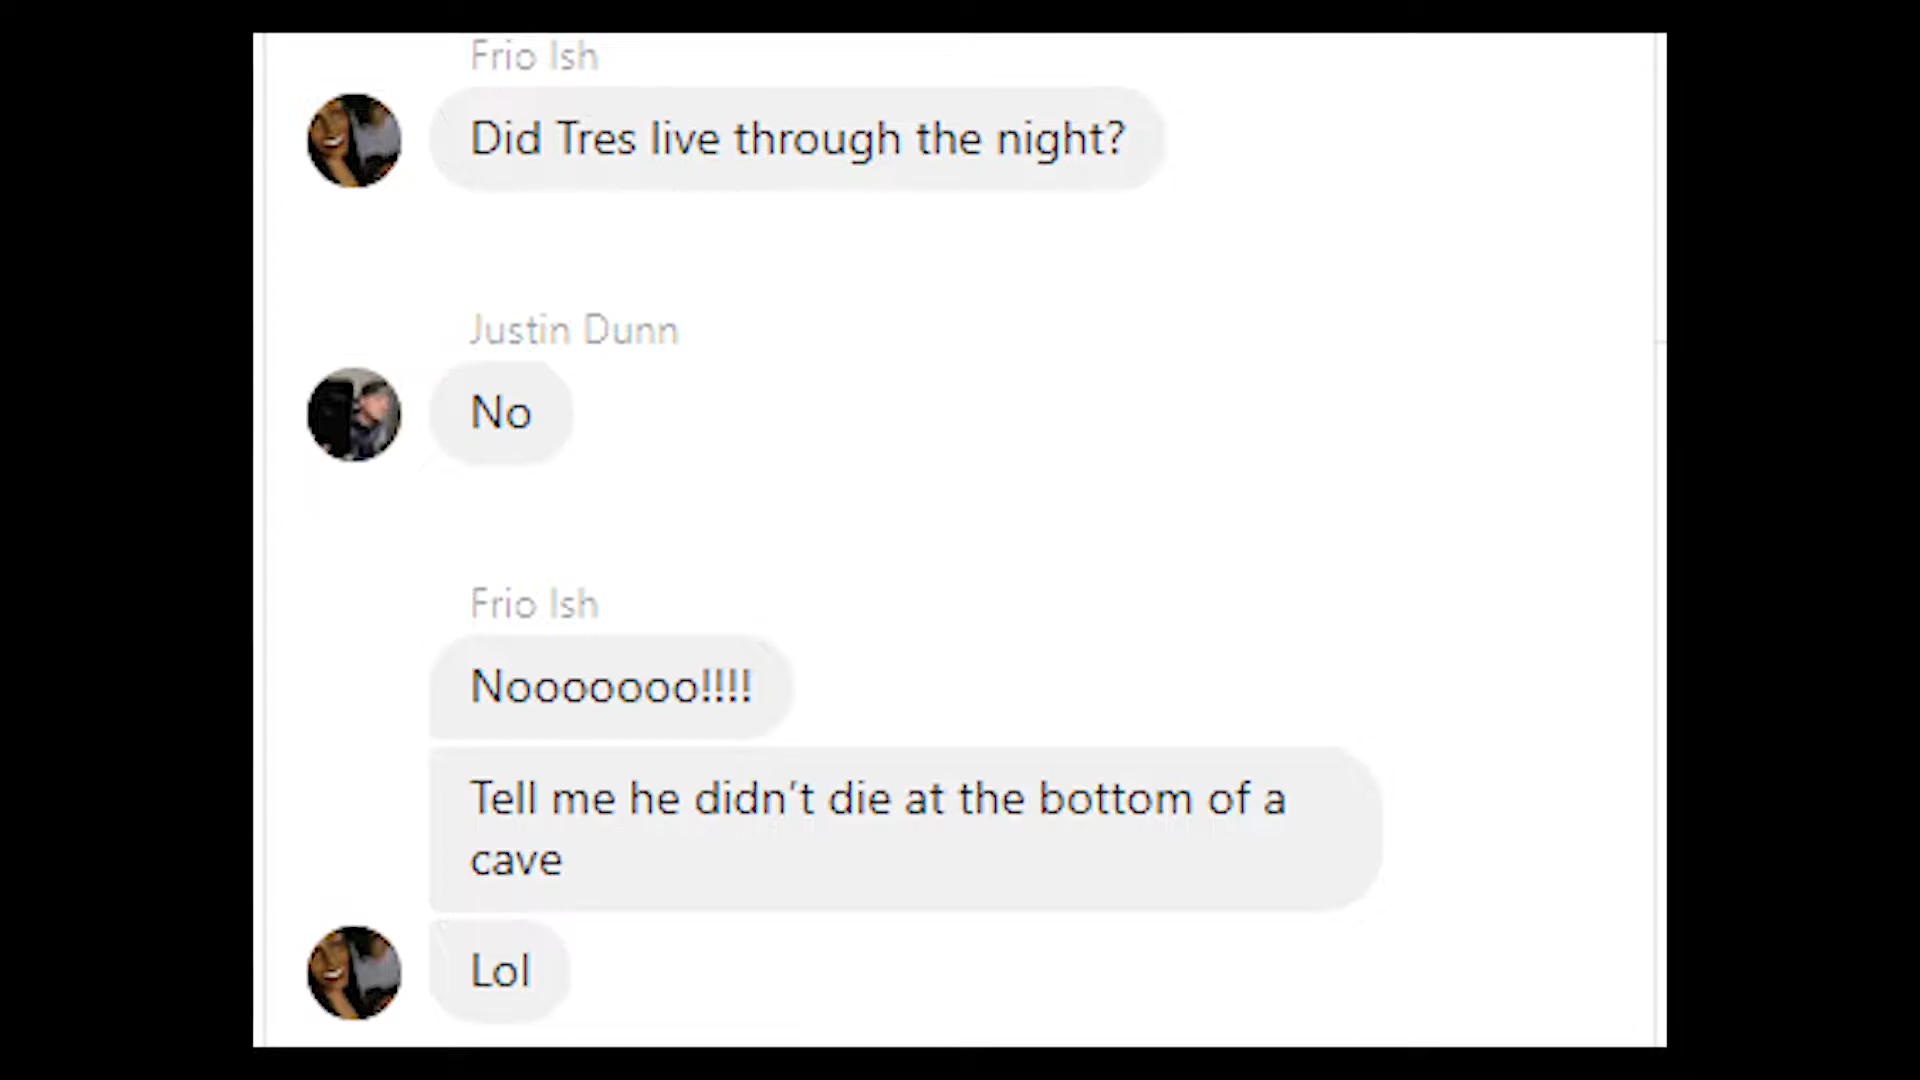 Frio Ish
Did Tres live through the night?
Justin Dunn
No
Frio Ish
Nooooooo!!!!
Tell me he didn't die at the bottom of a
cave
Lol